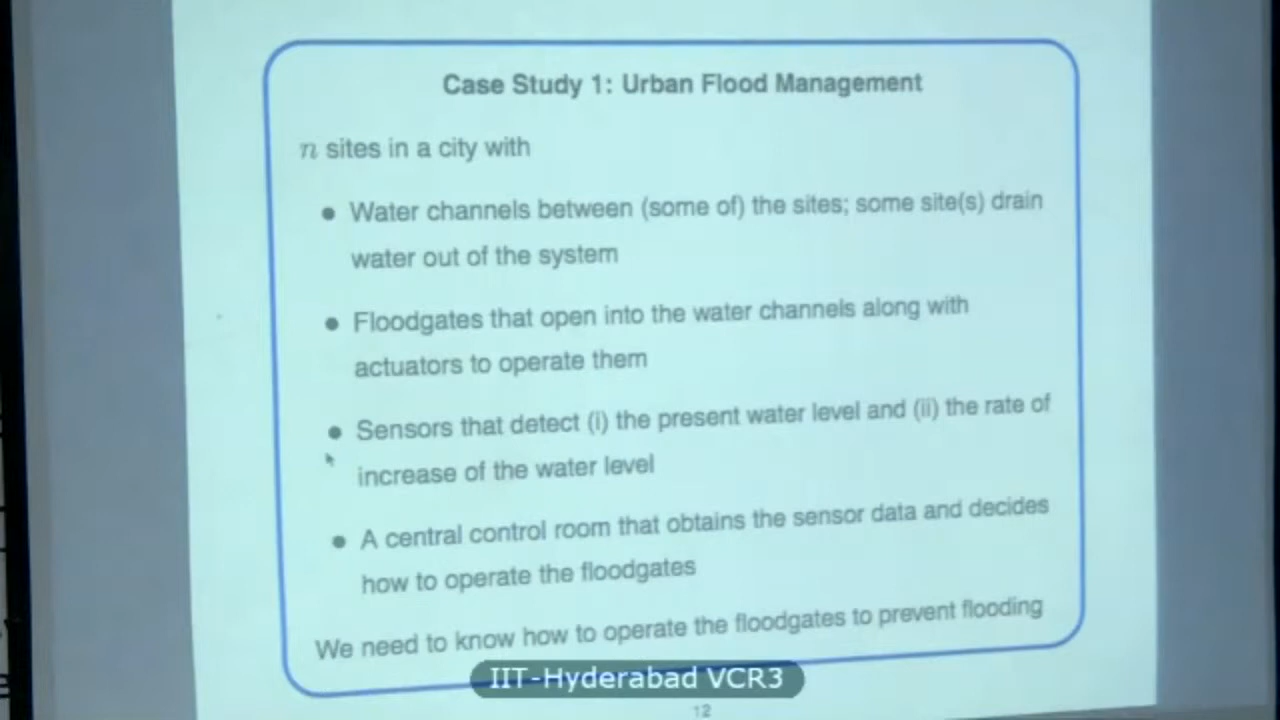 Case Study 1: Urban Flood Management
n sites in a city with
● Water channels between (some of) the sites; some site(s) drain
water out of the system
● Floodgates that open into the water channels along with
actuators to operate them
● Sensors that detect (i) the present water level and (ii) the rate of
increase of the water level
● A central control room that obtains the sensor data and decides
how to operate the floodgates
We need to know how to operate the floodgates to prevent flooding
IIT-Hyderabad VCR3
12